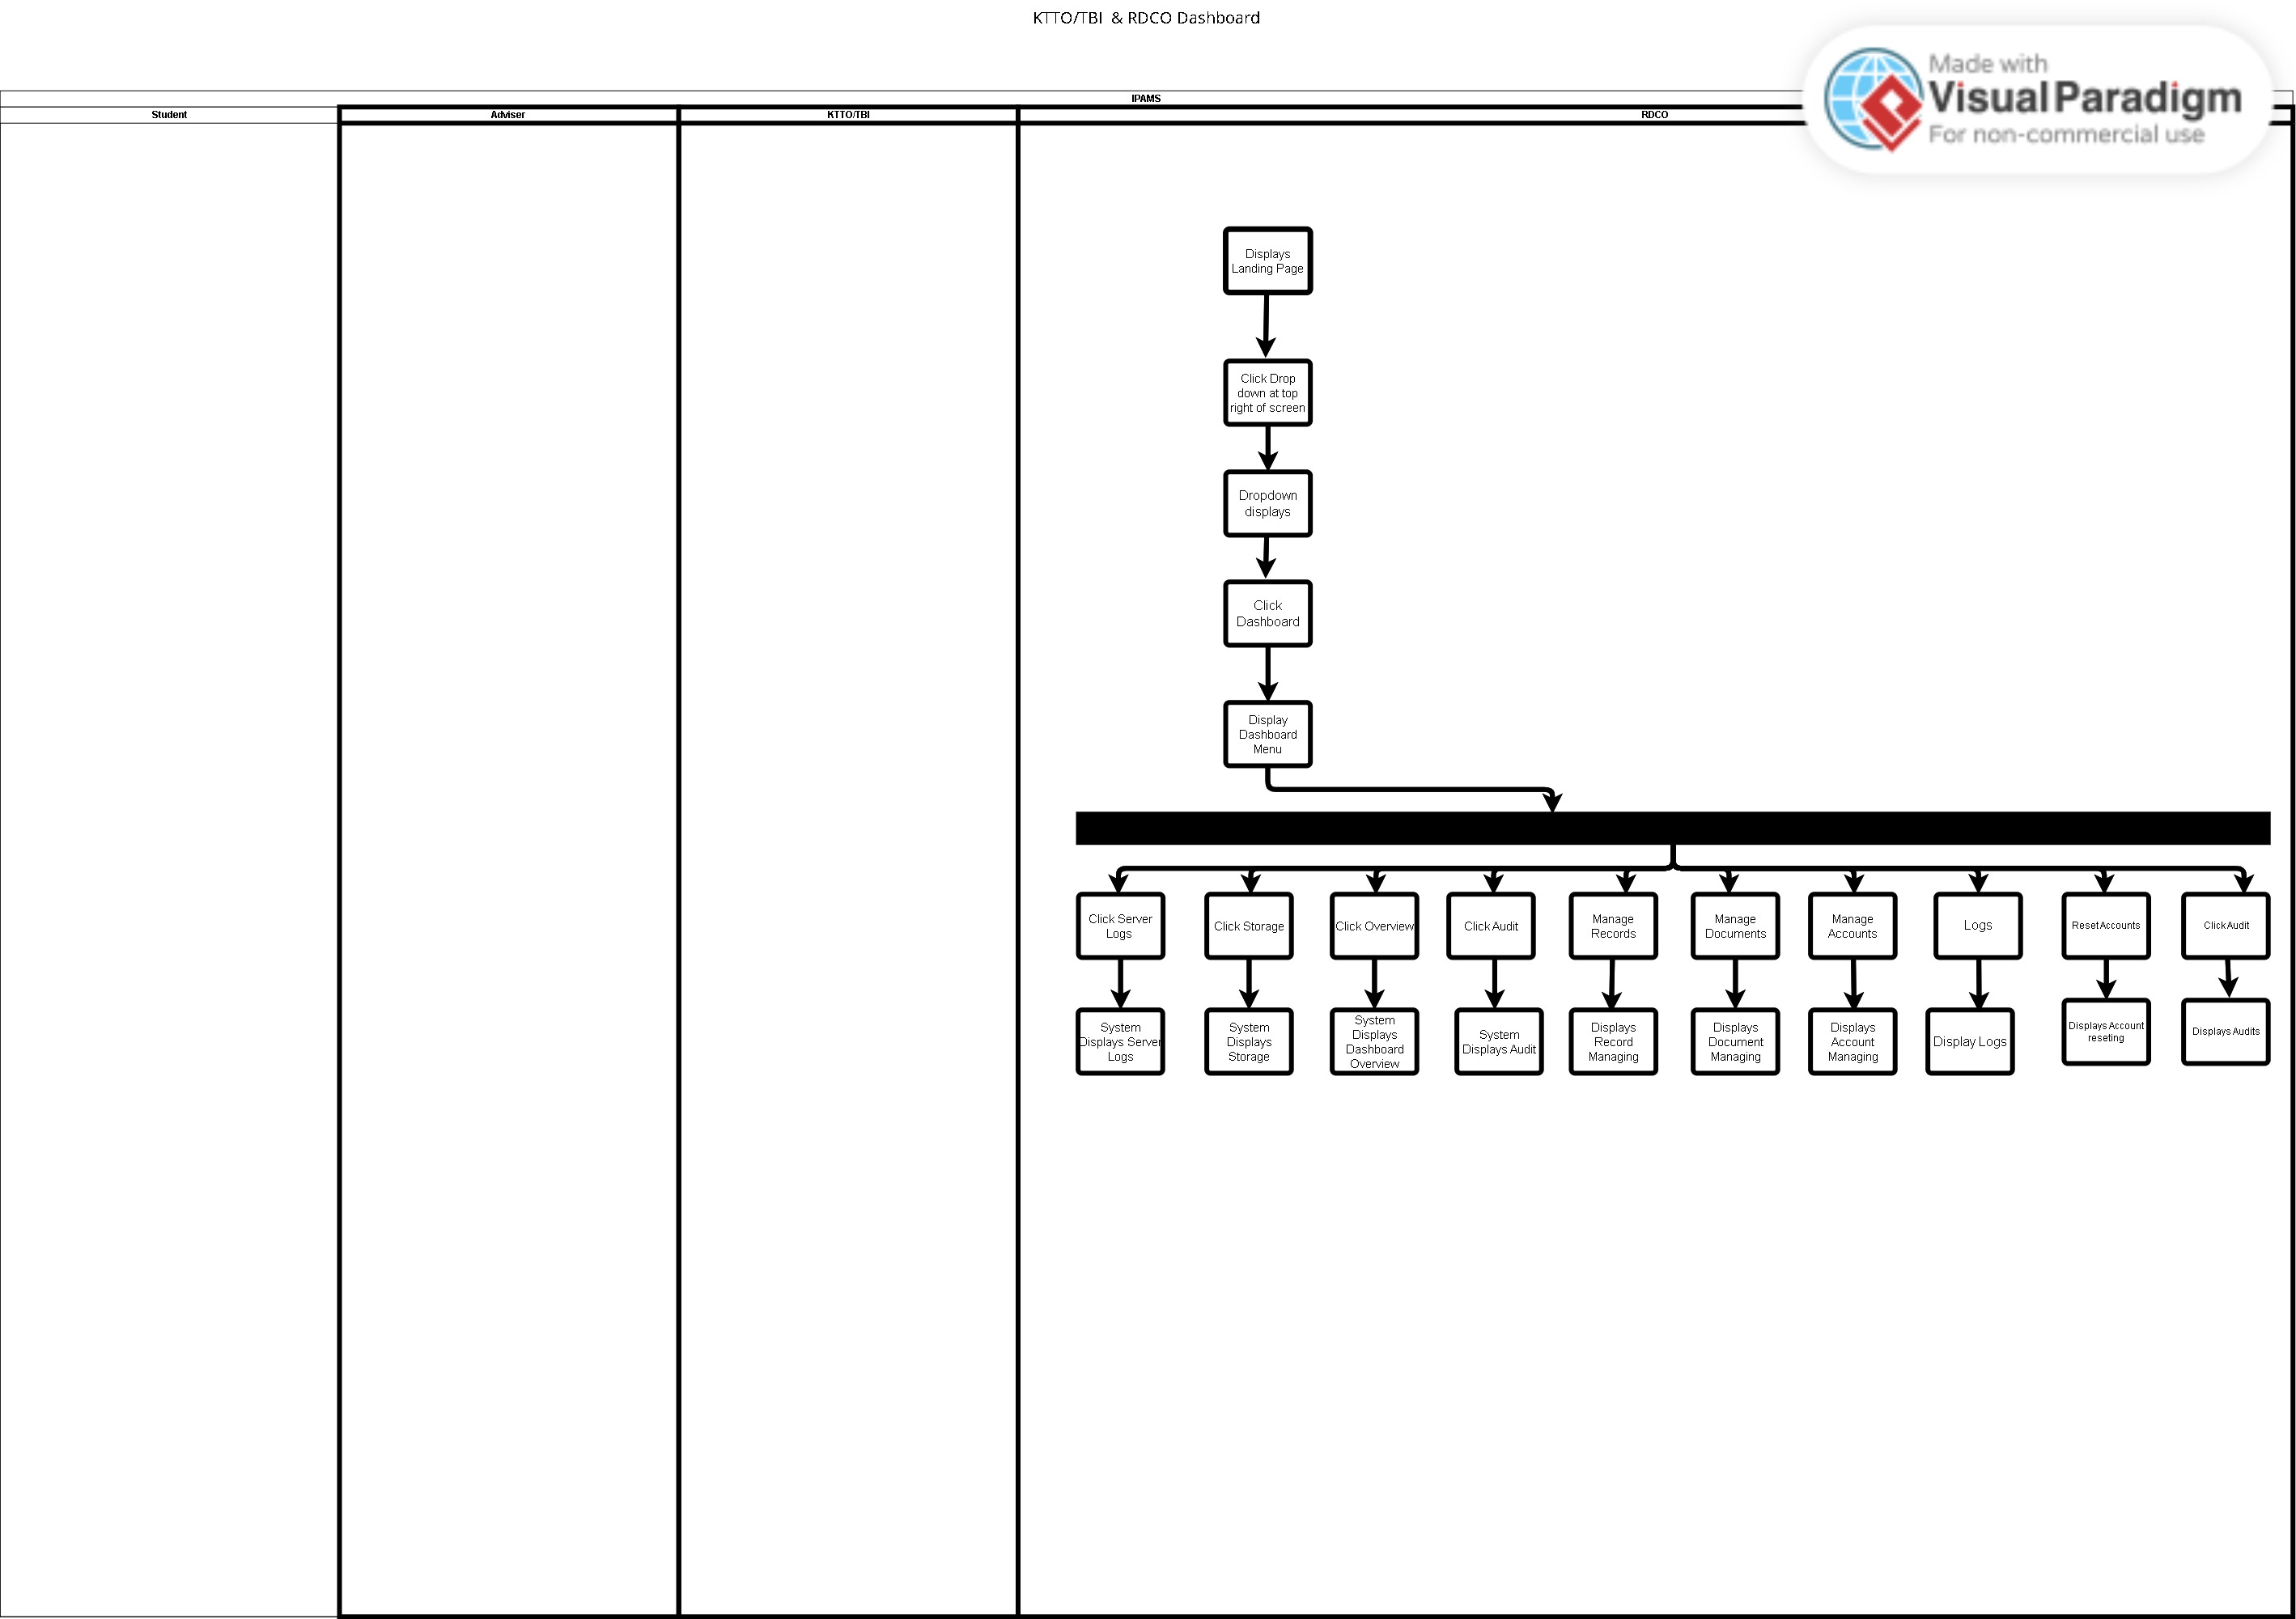 KTTO/TBI & RDCO Dashboard
Made with
Visual Paradigm
For non-commercial use
IPAMS
Student
Adviser
KTTO/TBI
RDCO
Displays
Landing Page
Click Drop
down at top
right of screen
Dropdown
displays
Click
Dashboard
Display
Dashboard
Menu
Click Server
Logs
Click Storage
Click Overview
Click Audit
Manage
Records
Manage
Documents
Manage
Accounts
Logs
Reset Accounts
Click Audit
System
Displays Server
Logs
System
Displays
Storage
System
Displays
Dashboard
Overview
System
Displays Audit
Displays
Record
Managing
Displays
Document
Managing
Displays
Account
Managing
Display Logs
Displays Account
reseting
Displays Audits